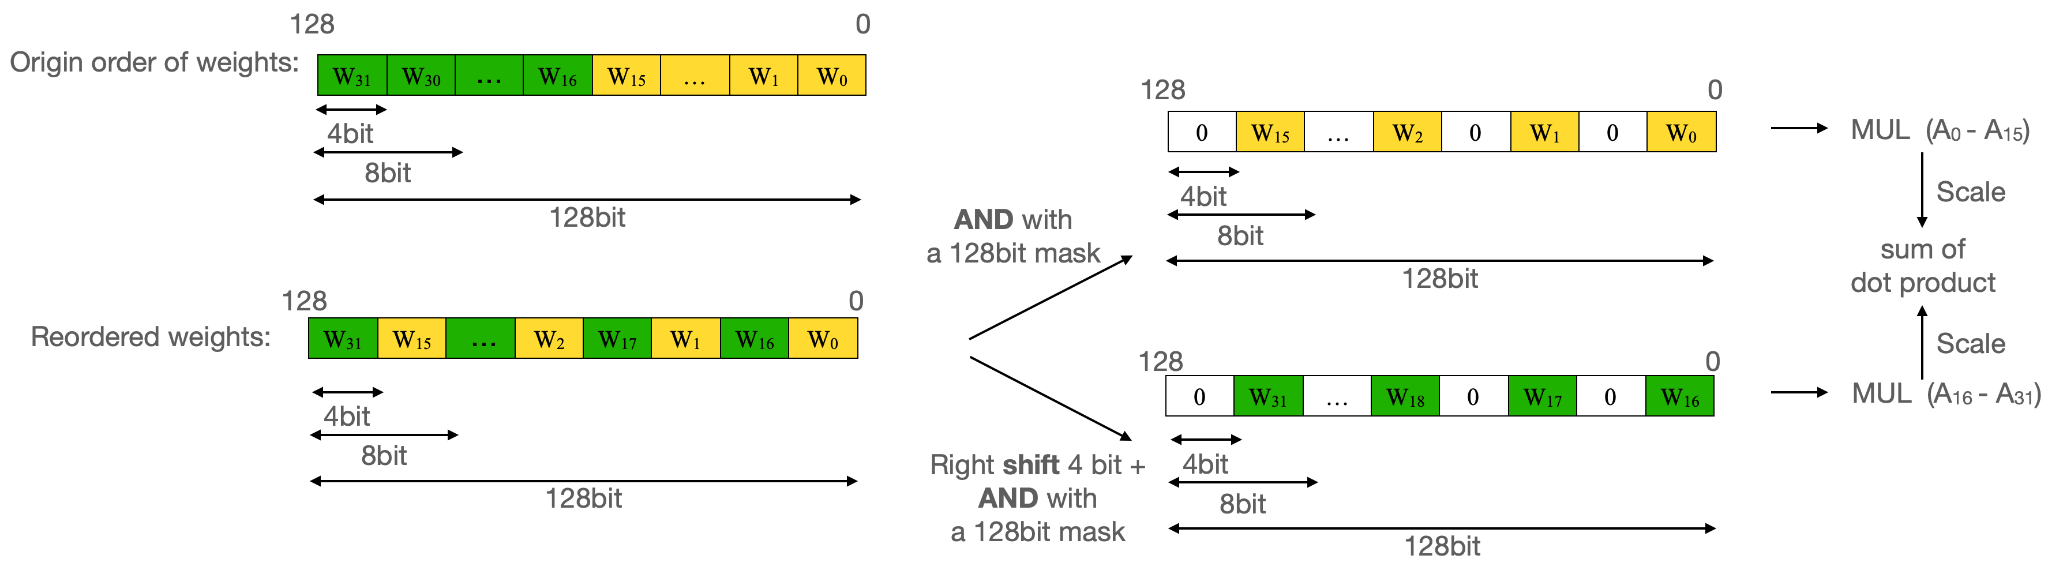 128 0
Origin order of weights:
W31 W30 ... W16 W15 ... W1 W0
4bit
8bit
128bit
128 0
Reordered weights:
W31 W15 ... W2 W17 W1 W16 W0
4bit
8bit
128bit
AND with
a 128bit mask
Right shift 4 bit +
AND with
a 128bit mask
128 0
0 W15 ... W2 0 W1 0 W0
4bit
8bit
128bit
128 0
0 W31 ... W18 0 W17 0 W16
4bit
8bit
128bit
MUL (A0 - A15)
Scale
sum of
dot product
Scale
MUL (A16 - A31)